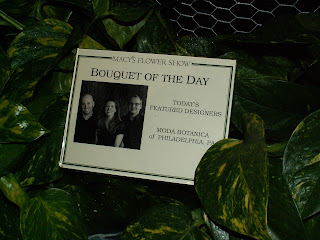 MACY'S FLOWER SHOW
BOUQUET OF THE DAY
TODAY'S
FEATURED DESIGNERS
MODA BOTANICA
of PHILADELPHIA, PA